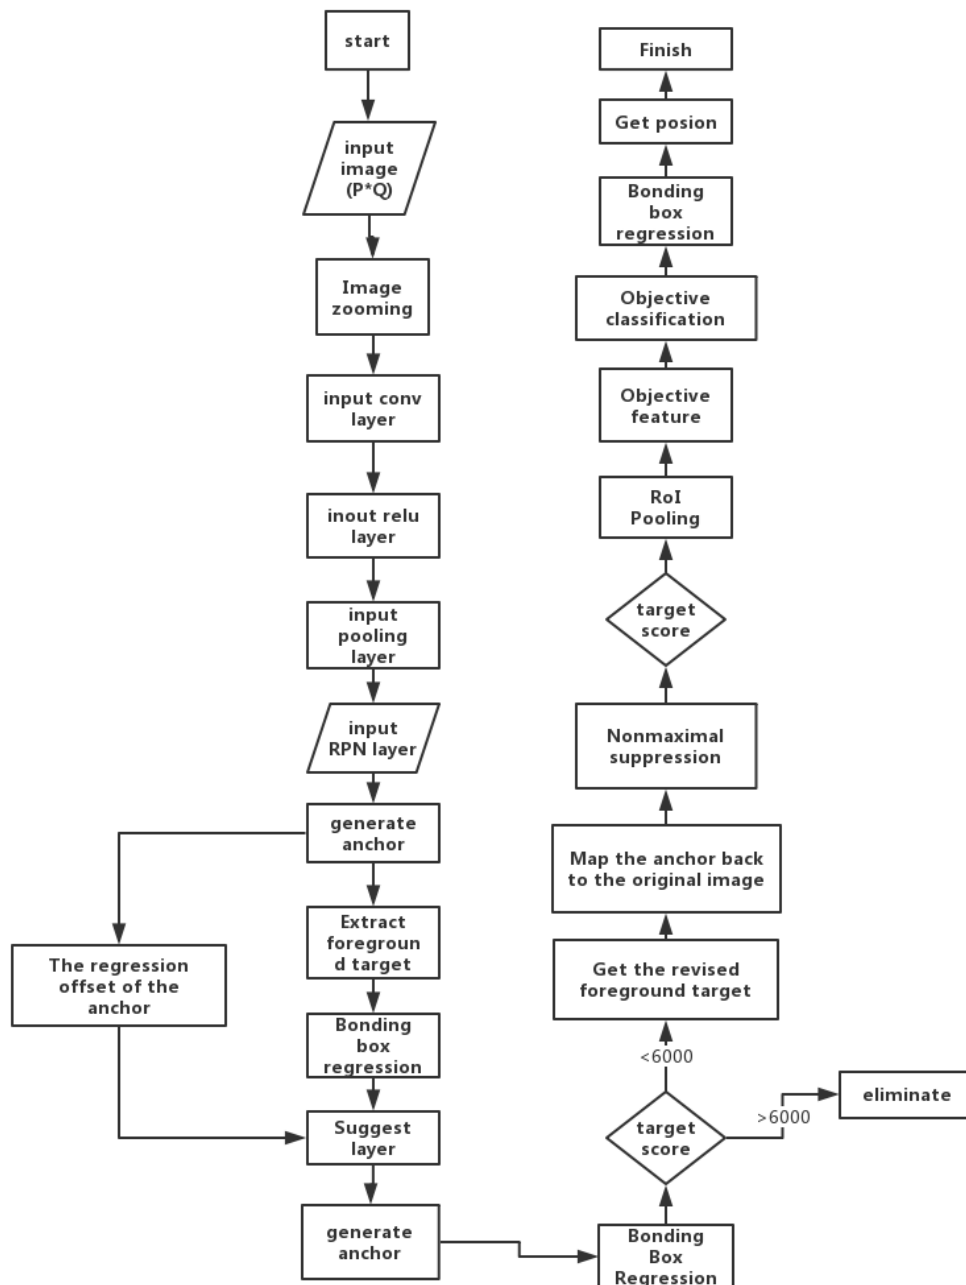 start
input
image
(P*Q)
Image
zooming
input conv
layer
inout relu
layer
input
pooling
layer
input
RPN layer
generate
anchor
The regression
offset of the
anchor
Extract
foregroun
d target
Bonding
box
regression
Suggest
layer
generate
anchor
Bonding
Box
Regression
target
score
>6000
eliminate
<6000
Get the revised
foreground target
Map the anchor back
to the original image
Nonmaximal
suppression
target
score
RoI
Pooling
Objective
feature
Objective
classification
Bonding
box
regression
Get posion
Finish